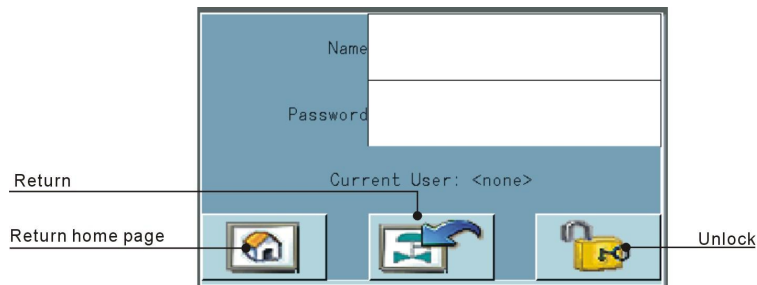 Name
Password
Current User: <none>
Return
Return home page
Unlock